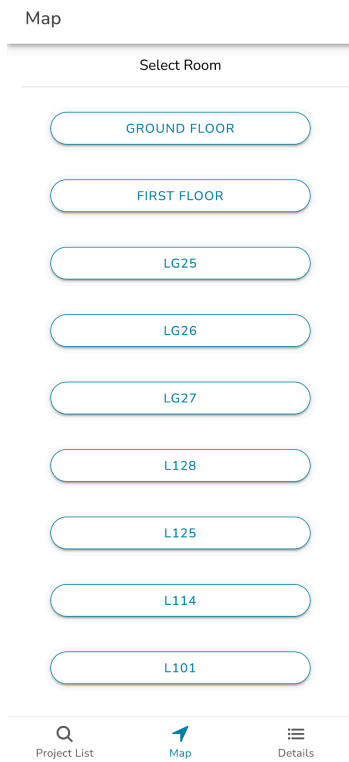 Map
Select Room
GROUND FLOOR
FIRST FLOOR
LG25
LG26
LG27
L128
L125
L114
L101
Project List Map Details